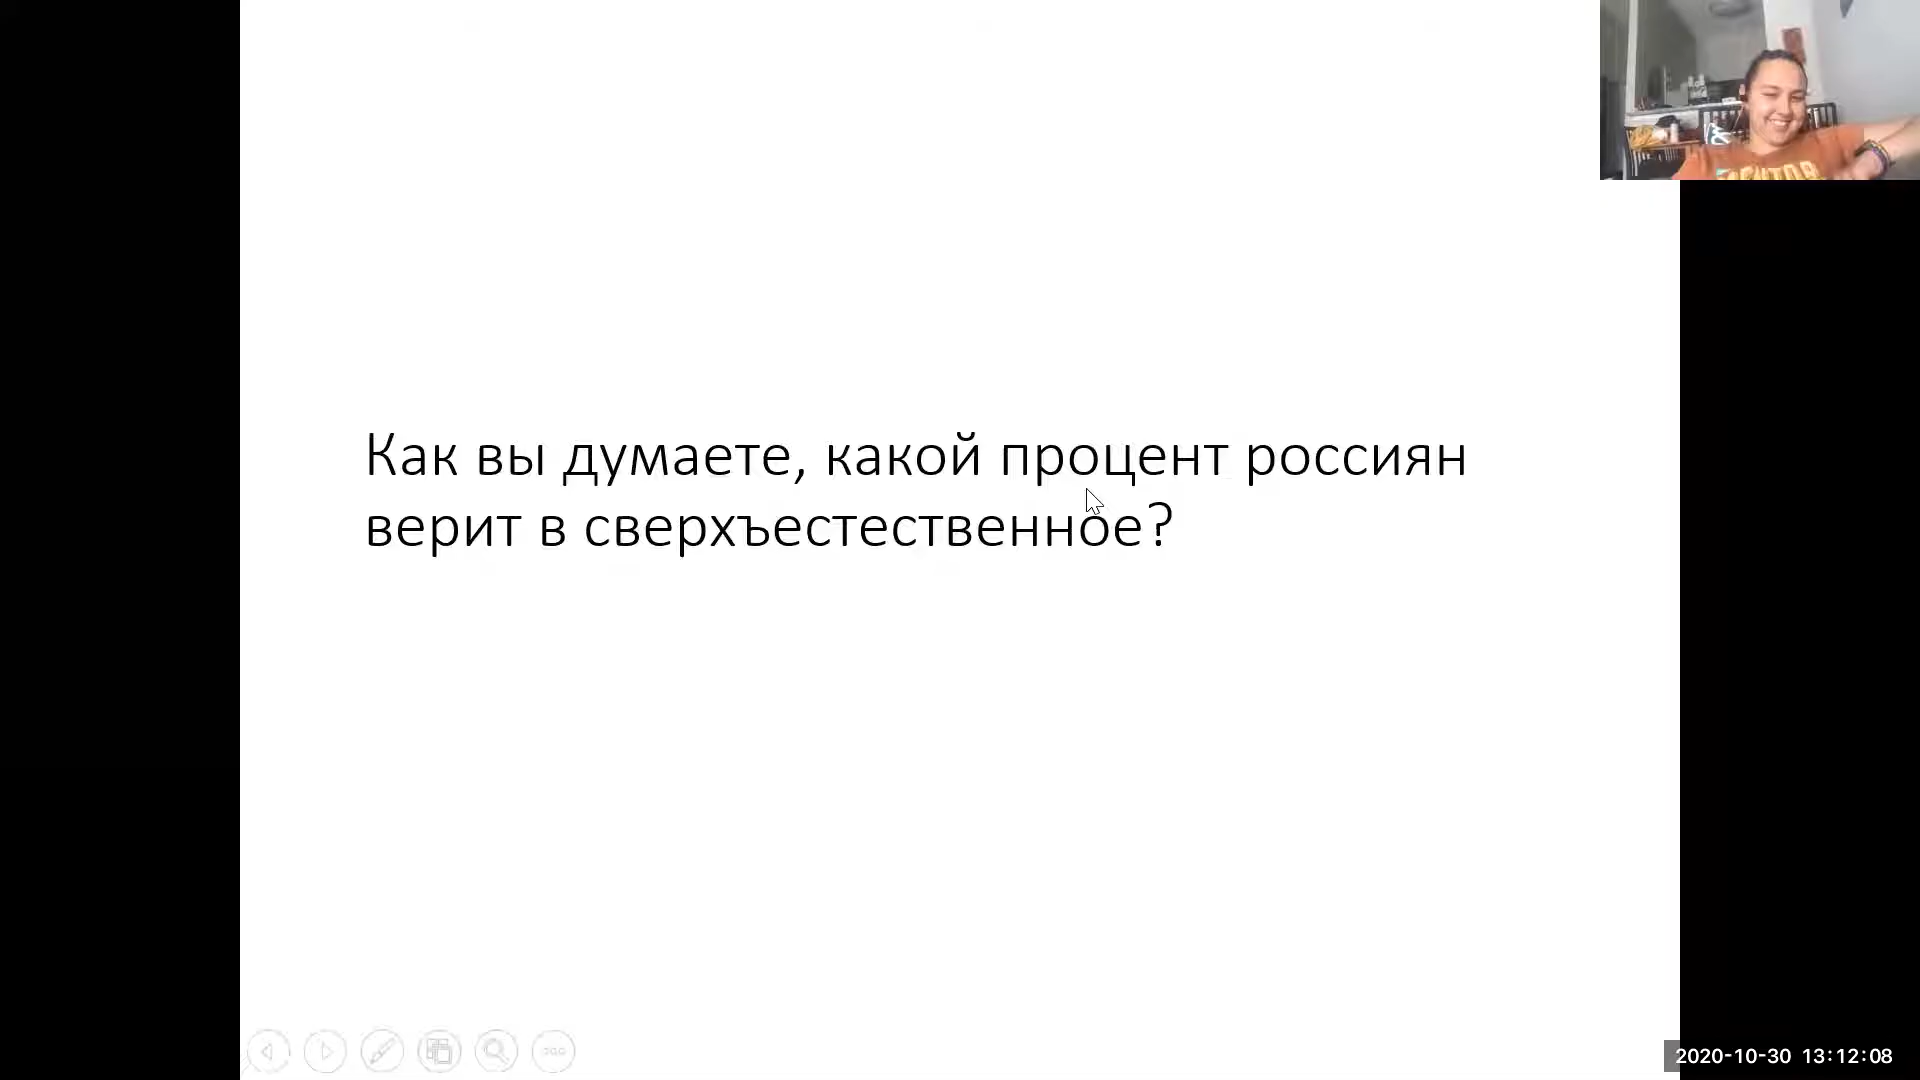 Как вы думаете, какой процент россиян
верит в сверхъестественное?
2020-10-30 13:12:08